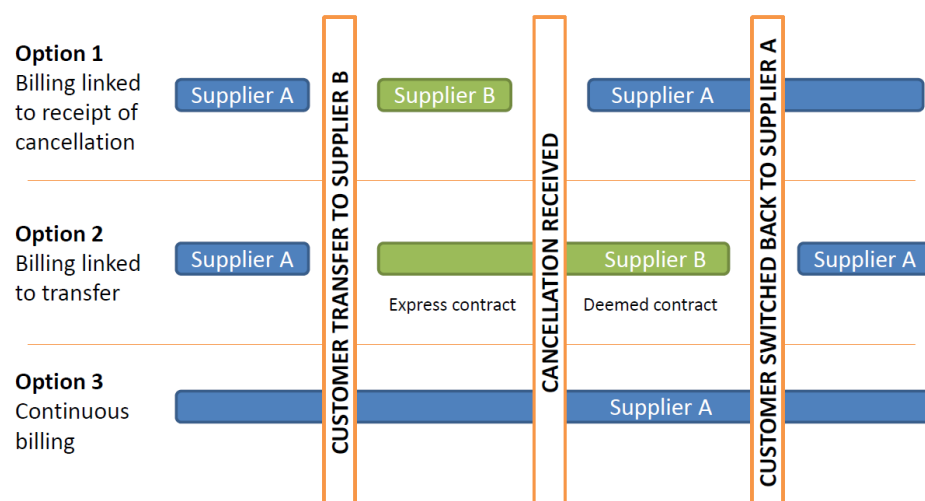 Option 1
Billing linked
to receipt of
cancellation
Supplier A
Supplier B
Supplier A
Option 2
Billing linked
to transfer
Supplier A
Supplier B
Supplier A
Express contract
Deemed contract
Option 3
Continuous
billing
Supplier A
CUSTOMER TRANSFER TO SUPPLIER B
CANCELLATION RECEIVED
CUSTOMER SWITCHED BACK TO SUPPLIER A